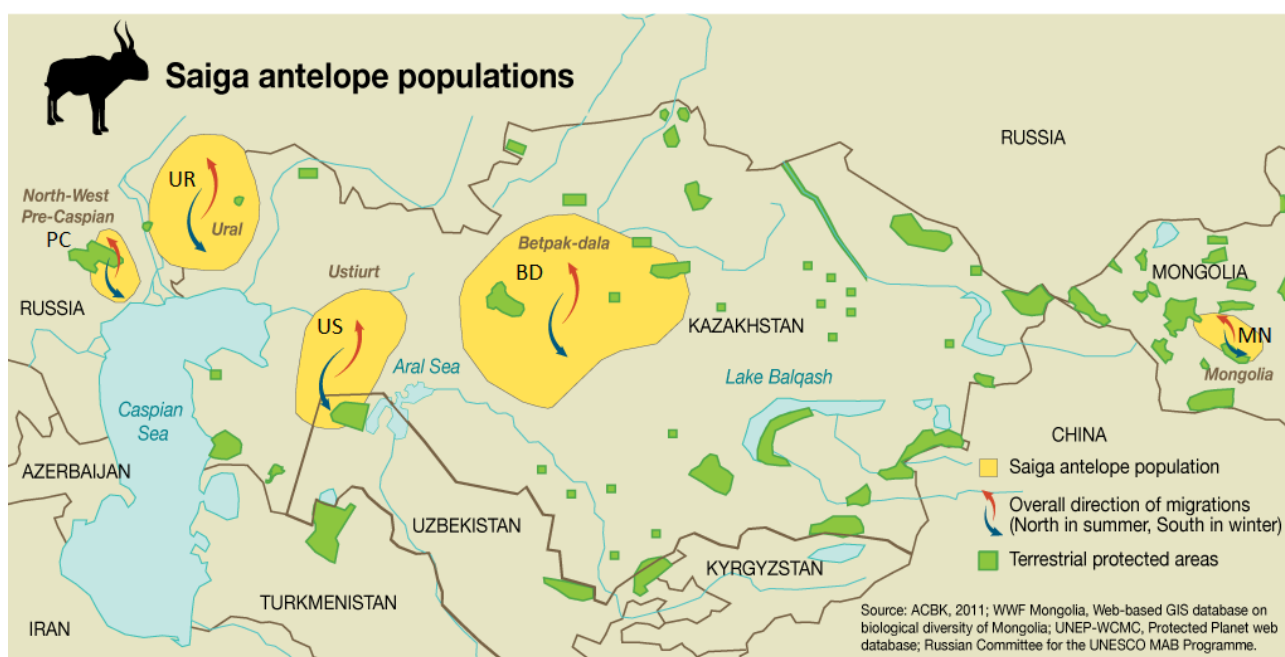 Saiga antelope populations
RUSSIA
UR
North-West
Pre-Caspian
Ural
PC
Betpak-dala
BD
Ustiurt
MONGOLIA
RUSSIA
US
KAZAKHSTAN
MN
Aral Sea
Lake Balqash
Mongolia
Caspian
Sea
CHINA
AZERBAIJAN
Saiga antelope population
Overall direction of migrations
(North in summer, South in winter)
UZBEKISTAN
Terrestrial protected areas
KYRGYZSTAN
TURKMENISTAN
IRAN
Source: ACBK, 2011; WWF Mongolia, Web-based GIS database on
biological diversity of Mongolia; UNEP-WCMC, Protected Planet web
database; Russian Committee for the UNESCO MAB Programme.